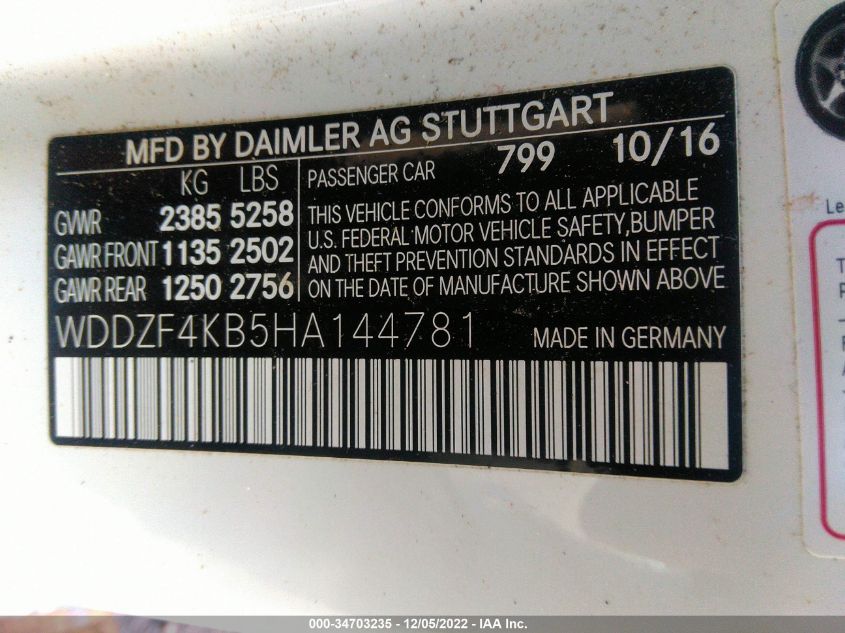 MFD BY DAIMLER AG STUTTGART
KG LBS
GVWR 2385 5258
GAWR FRONT 1135 2502
GAWR REAR 1250 2756
PASSENGER CAR 799 10/16
THIS VEHICLE CONFORMS TO ALL APPLICABLE
U.S. FEDERAL MOTOR VEHICLE SAFETY,BUMPER
AND THEFT PREVENTION STANDARDS IN EFFECT
ON THE DATE OF MANUFACTURE SHOWN ABOVE
WDDZF4KB5HA144781 MADE IN GERMANY
000-34703235 - 12/05/2022 - IAA Inc.